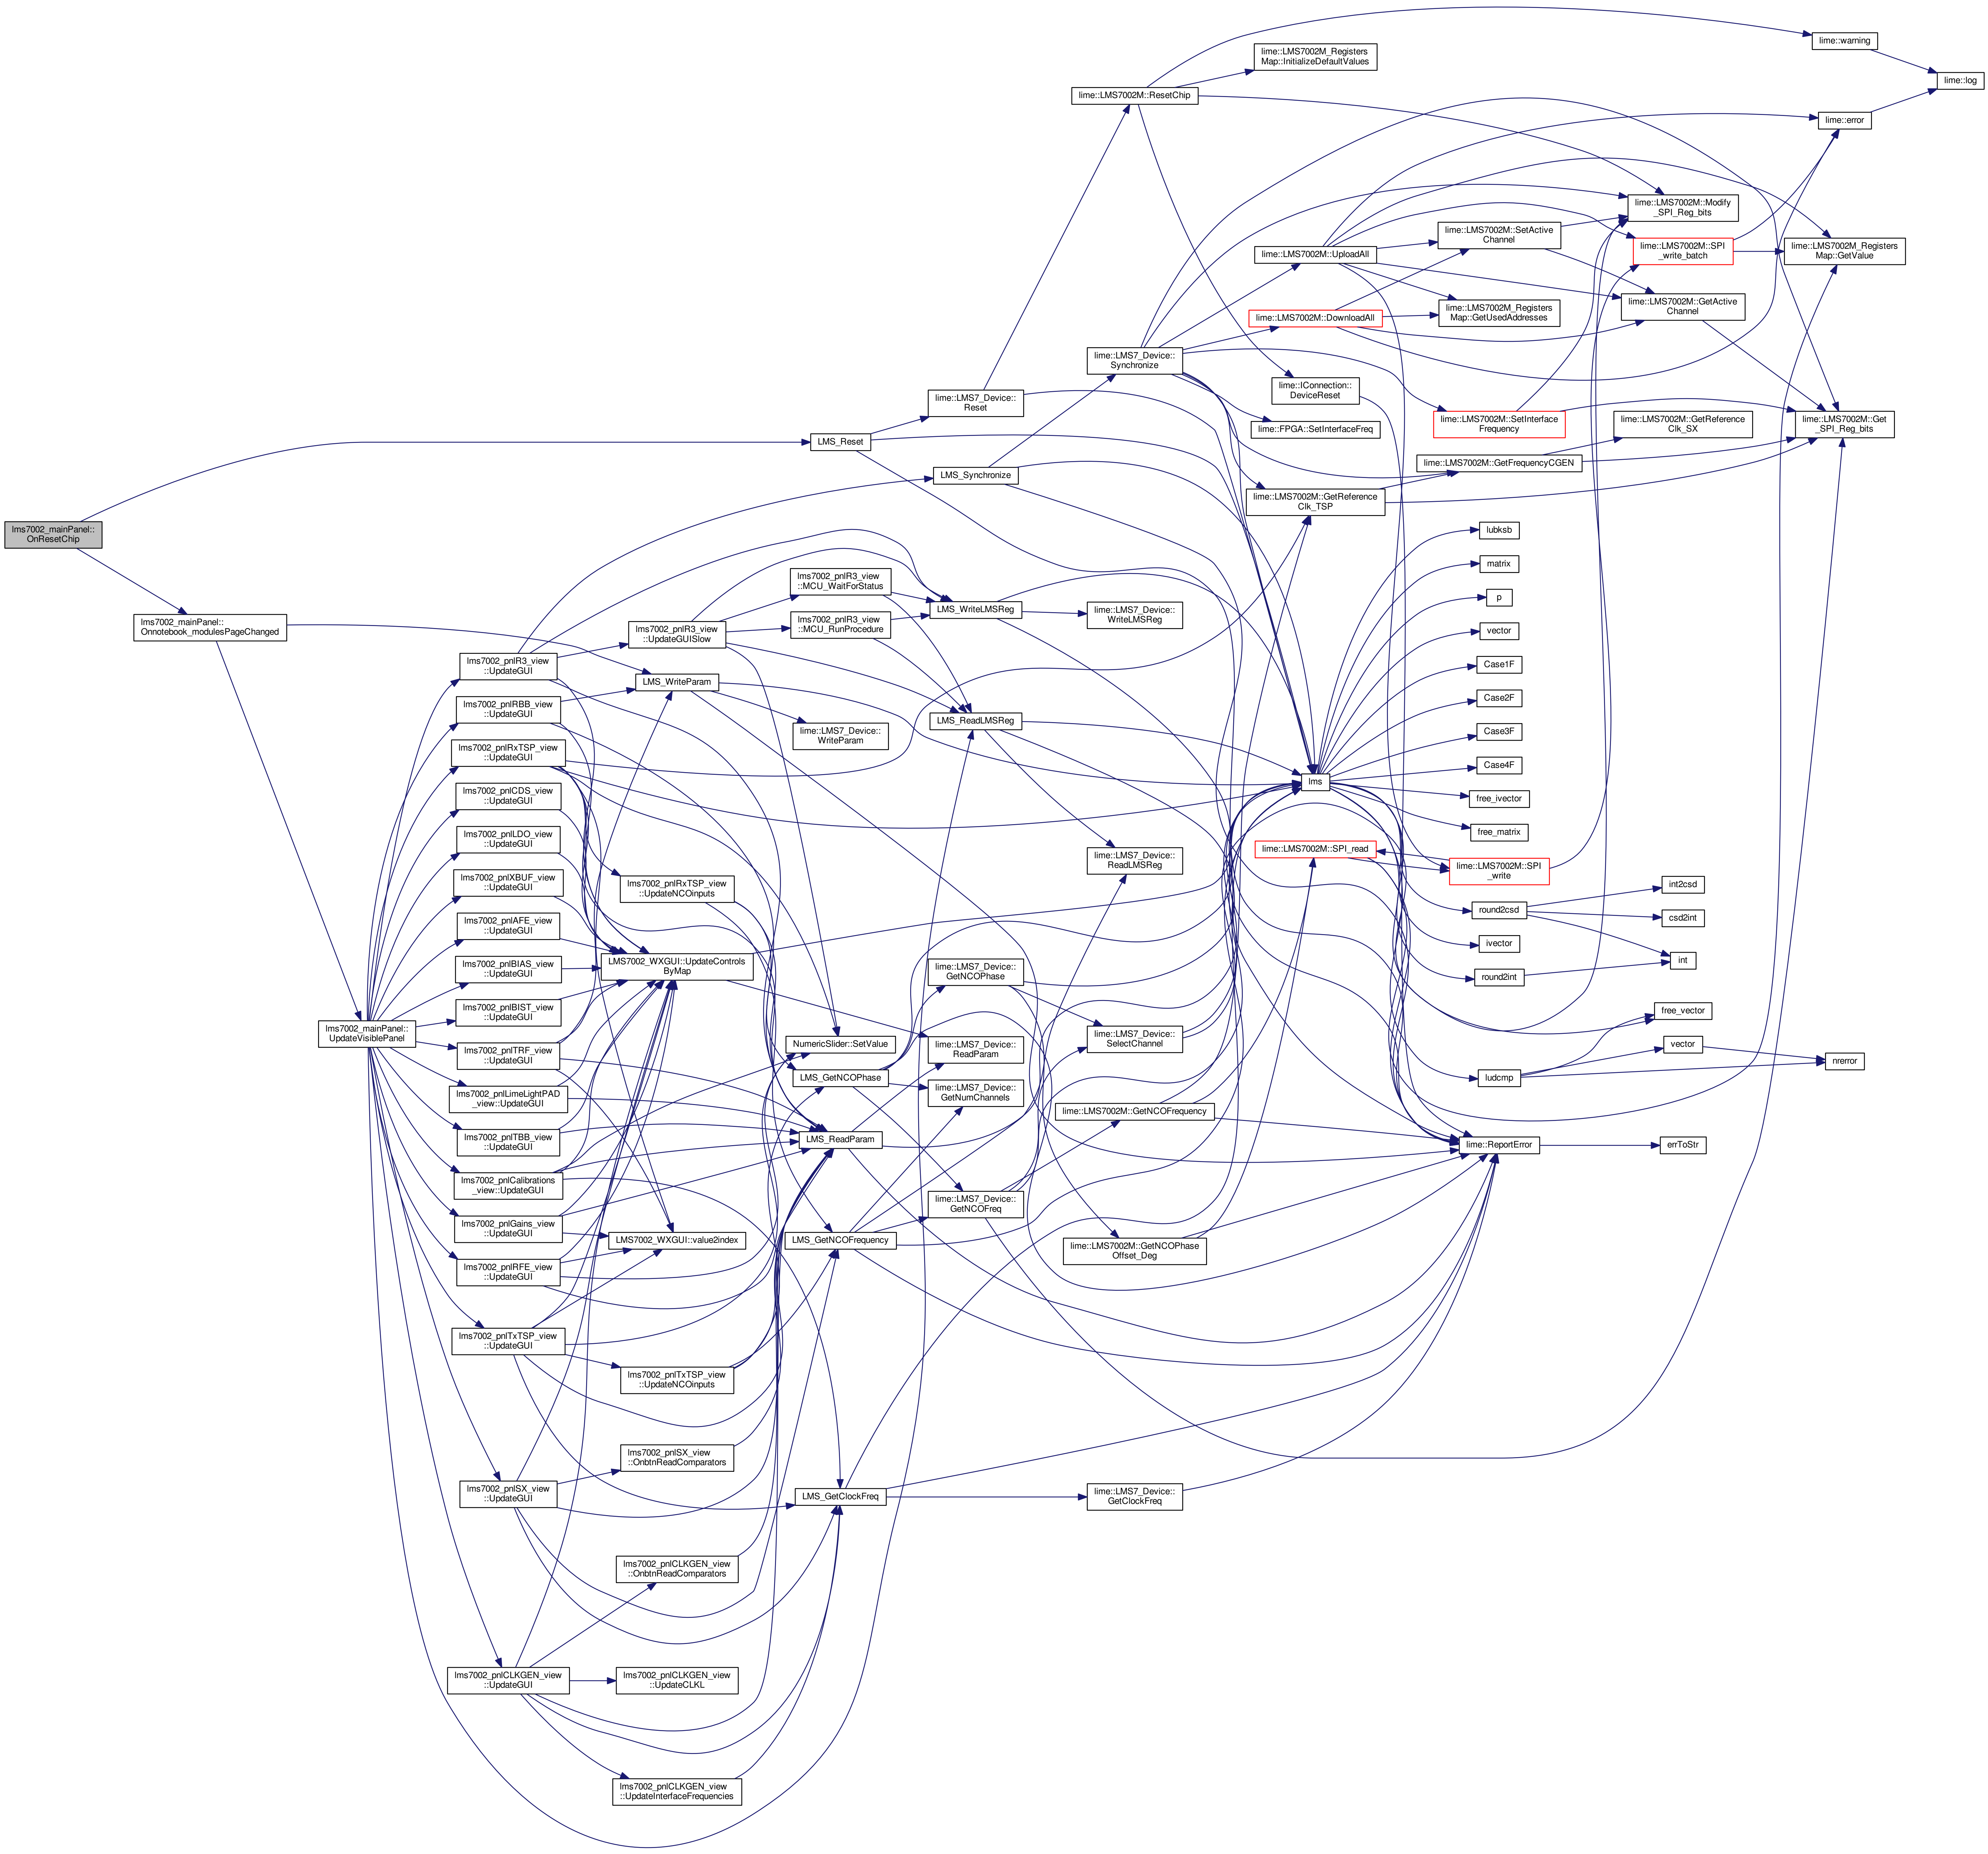 lms7002_mainPanel::
OnResetChip
lms7002_mainPanel::
Onnotebook_modulesPageChanged
lms7002_mainPanel::
UpdateVisiblePanel
lms7002_pnlR3_view
::UpdateGUI
lms7002_pnlRBB_view
::UpdateGUI
lms7002_pnlRxTSP_view
::UpdateGUI
lms7002_pnlCDS_view
::UpdateGUI
lms7002_pnlLDO_view
::UpdateGUI
lms7002_pnlXBUF_view
::UpdateGUI
lms7002_pnlAFE_view
::UpdateGUI
lms7002_pnlBIAS_view
::UpdateGUI
lms7002_pnlBIST_view
::UpdateGUI
lms7002_pnlTRF_view
::UpdateGUI
lms7002_pnlLimeLightPAD
_view::UpdateGUI
lms7002_pnlTBB_view
::UpdateGUI
lms7002_pnlCalibrations
_view::UpdateGUI
lms7002_pnlGains_view
::UpdateGUI
lms7002_pnlRFE_view
::UpdateGUI
lms7002_pnlTxTSP_view
::UpdateGUI
lms7002_pnlSX_view
::UpdateGUI
lms7002_pnlCLKGEN_view
::UpdateGUI
lms7002_pnlR3_view
::UpdateGUISlow
LMS_WriteParam
lms7002_pnlRxTSP_view
::UpdateNCOinputs
LMS7002_WXGUI::UpdateControls
ByMap
LMS7002_WXGUI::value2index
lms7002_pnlTxTSP_view
::UpdateNCOinputs
lms7002_pnlSX_view
::OnbtnReadComparators
lms7002_pnlCLKGEN_view
::OnbtnReadComparators
lms7002_pnlCLKGEN_view
::UpdateCLKL
lms7002_pnlCLKGEN_view
::UpdateInterfaceFrequencies
LMS_Reset
lms7002_pnlR3_view
::MCU_WaitForStatus
lms7002_pnlR3_view
::MCU_RunProcedure
lime::LMS7_Device::
WriteParam
NumericSlider::SetValue
LMS_GetNCOPhase
LMS_ReadParam
LMS_GetNCOFrequency
LMS_GetClockFreq
lime::LMS7_Device::
Reset
LMS_Synchronize
LMS_WriteLMSReg
LMS_ReadLMSReg
lime::LMS7_Device::
GetNCOPhase
lime::LMS7_Device::
ReadParam
lime::LMS7_Device::
GetNumChannels
lime::LMS7_Device::
GetNCOFreq
lime::LMS7002M::ResetChip
lime::LMS7_Device::
Synchronize
lime::LMS7_Device::
WriteLMSReg
lime::LMS7_Device::
ReadLMSReg
lime::LMS7_Device::
SelectChannel
lime::LMS7002M::GetNCOFrequency
lime::LMS7002M::GetNCOPhase
Offset_Deg
lime::LMS7_Device::
GetClockFreq
lime::LMS7002M_Registers
Map::InitializeDefaultValues
lime::LMS7002M::UploadAll
lime::LMS7002M::DownloadAll
lime::IConnection::
DeviceReset
lime::FPGA::SetInterfaceFreq
lime::LMS7002M::GetReference
Clk_TSP
lms
lime::LMS7002M::SPI_read
lime::LMS7002M::SetActive
Channel
lime::LMS7002M_Registers
Map::GetUsedAddresses
lime::LMS7002M::SetInterface
Frequency
lime::LMS7002M::GetFrequencyCGEN
lubksb
matrix
p
vector
Case1F
Case2F
Case3F
Case4F
free_ivector
free_matrix
lime::LMS7002M::SPI
_write
round2csd
ivector
round2int
ludcmp
lime::ReportError
lime::LMS7002M::Modify
_SPI_Reg_bits
lime::LMS7002M::SPI
_write_batch
lime::LMS7002M::GetActive
Channel
lime::LMS7002M::GetReference
Clk_SX
int2csd
csd2int
int
free_vector
vector
errToStr
lime::warning
lime::error
lime::LMS7002M_Registers
Map::GetValue
lime::LMS7002M::Get
_SPI_Reg_bits
nrerror
lime::log